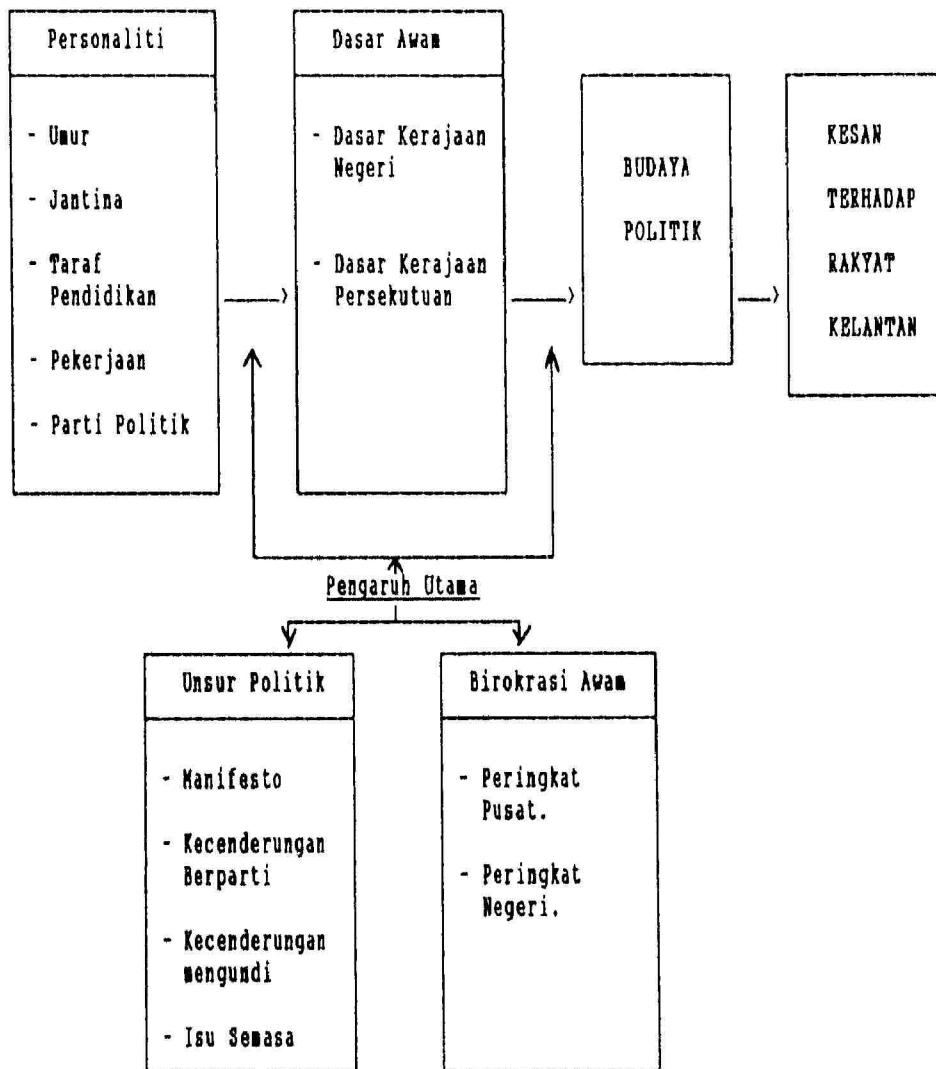 Personaliti
- Umur
- Jantina
- Taraf
Pendidikan
- Pekerjaan
- Parti Politik
Dasar Awam
- Dasar Kerajaan
Negeri
- Dasar Kerajaan
Persekutuan
BUDAYA
POLITIK
KESAN
TERHADAP
RAKYAT
KELANTAN
Pengaruh Utama
Unsur Politik
- Manifesto
- Kecenderungan
Berparti
- Kecenderungan
mengundi
- Isu Semasa
Birokrasi Awam
- Peringkat
Pusat.
- Peringkat
Negeri.